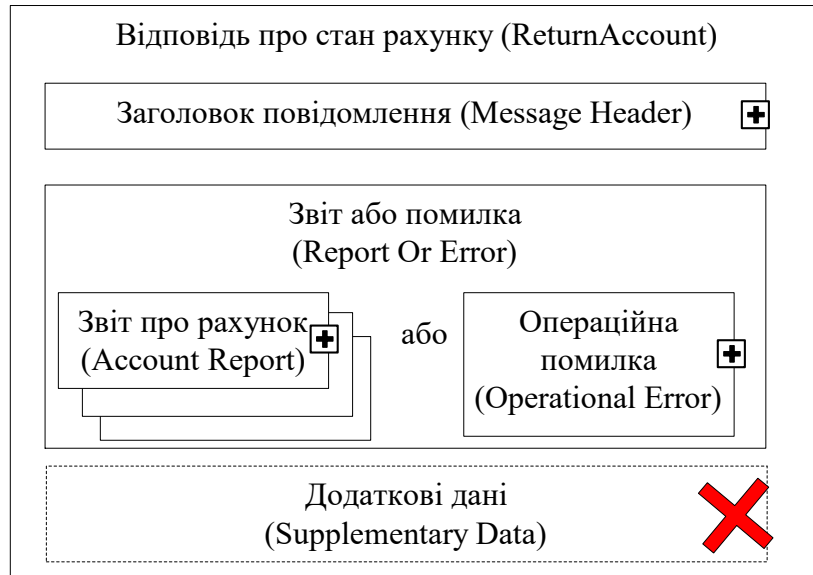 Відповідь про стан рахунку (ReturnAccount)
Заголовок повідомлення (Message Header)
Звіт або помилка
(Report Or Error)
Звіт про рахунок
(Account Report)
або
Операційна
помилка
(Operational Error)
Додаткові дані
(Supplementary Data)